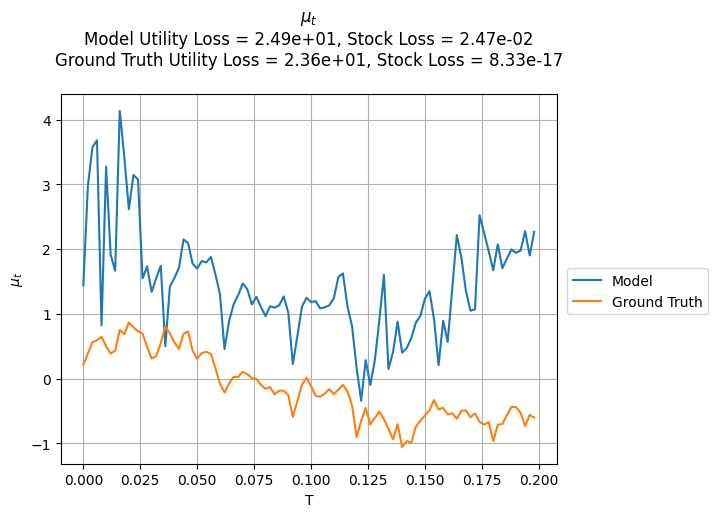 μt
Model Utility Loss = 2.49e+01, Stock Loss = 2.47e-02
Ground Truth Utility Loss = 2.36e+01, Stock Loss = 8.33e-17
4
3
2
1
0
−1
μt
0.000
0.025
0.050
0.075
0.100
0.125
0.150
0.175
0.200
T
Model
Ground Truth